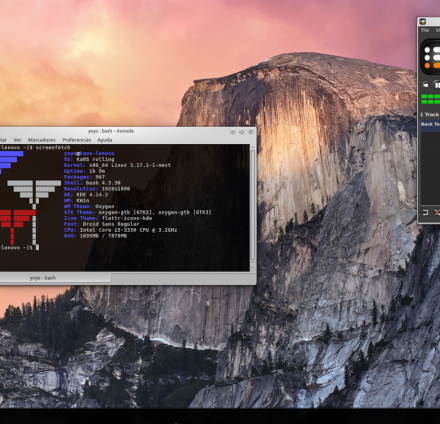 yoyo : bash – Konsole
tar Ver Marcadores Preferencias Ayuda
lenovo ~]$ screenfetch
yoyo@kaos-lenovo
OS: KaOS rolling
Kernel: x86_64 Linux 3.17.1-1-next
Uptime: 1h 9m
Packages: 967
Shell: bash 4.3.30
Resolution: 1920x1080
DE: KDE 4.14.2
WM: KWin
WM Theme: Oxygen
GTK Theme: oxygen-gtk [GTK2], oxygen-gtk [GTK3]
Icon Theme: flattr-icons-kde
Font: Droid Sans Regular
CPU: Intel Core i5-3330 CPU @ 3.2GHz
RAM: 1695MB / 7870MB
lenovo ~]$
yoyo : bash
File
1 Track
Back To